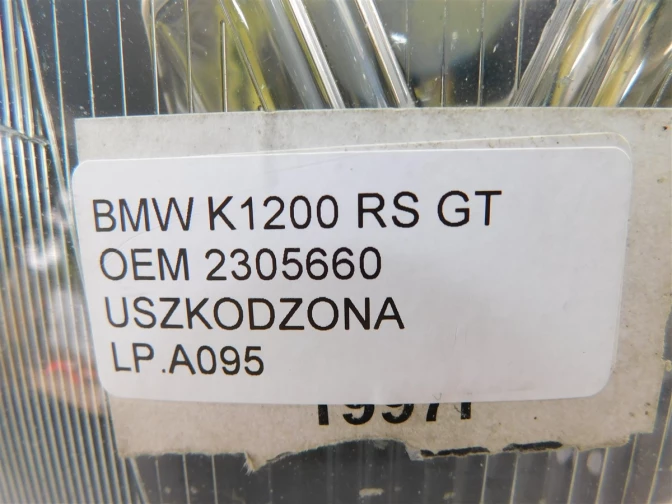 BMW K1200 RS GT
OEM 2305660
USZKODZONA
LP.A095